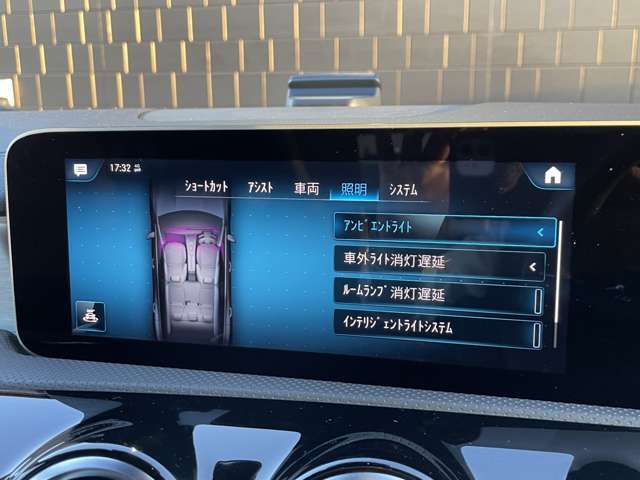 17:32
ｼｮｰﾄｶｯﾄ ｱｼｽﾄ 車両 照明 ｼｽﾃﾑ
ｱﾝﾋﾞｴﾝﾄﾗｲﾄ
車外ﾗｲﾄ消灯遅延
ﾙｰﾑﾗﾝﾌﾟ消灯遅延
ｲﾝﾃﾘｼﾞｪﾝﾄﾗｲﾄｼｽﾃﾑ